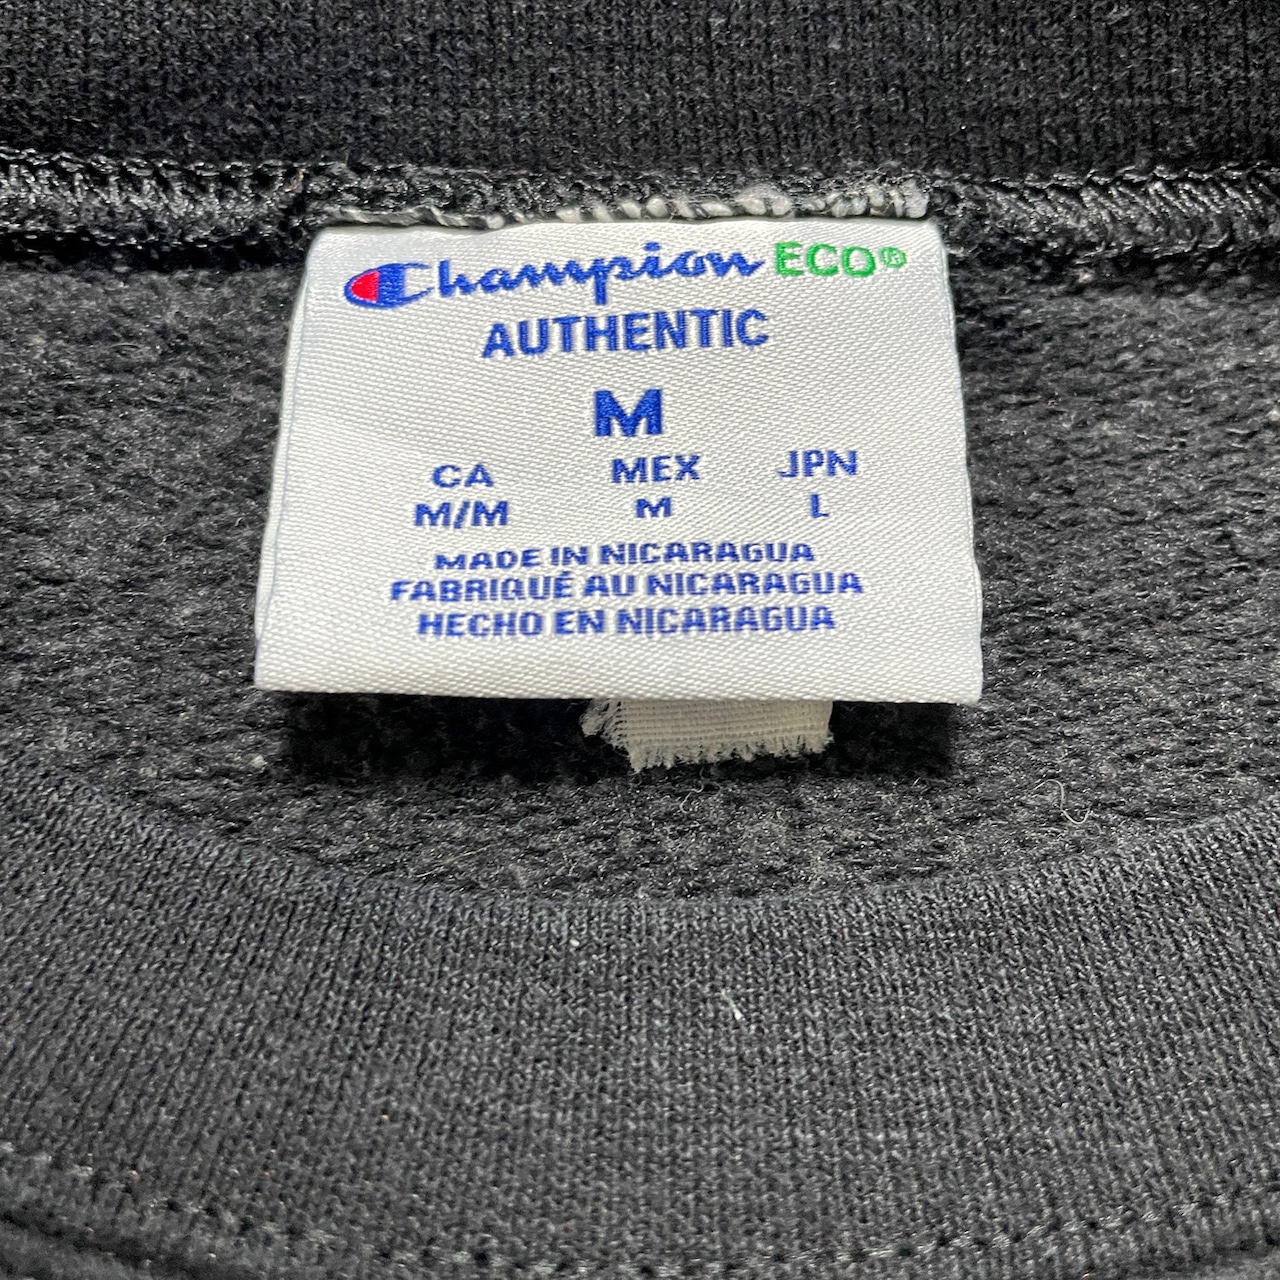 Champion ECO®
AUTHENTIC
M
CA MEX JPN
M/M M L
MADE IN NICARAGUA
FABRIQUÉ AU NICARAGUA
HECHO EN NICARAGUA